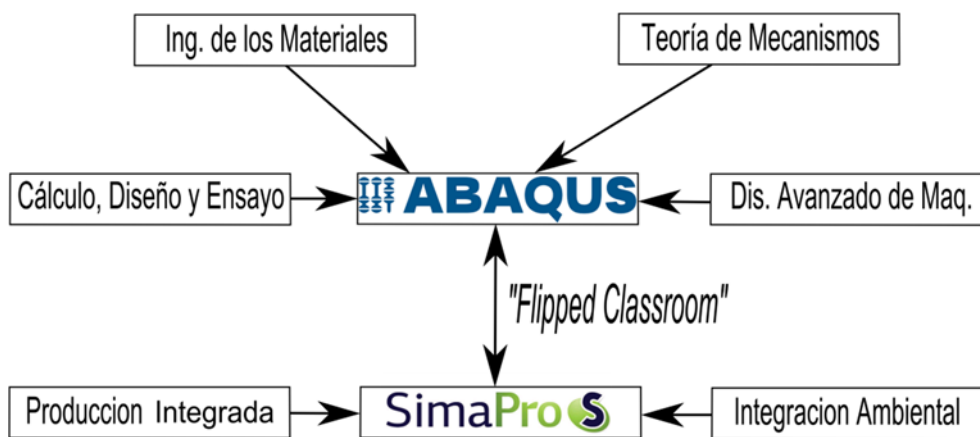 Ing. de los Materiales
Teoría de Mecanismos
Cálculo, Diseño y Ensayo
ABAQUS
Dis. Avanzado de Maq.
"Flipped Classroom"
Produccion Integrada
SimaPro S
Integracion Ambiental